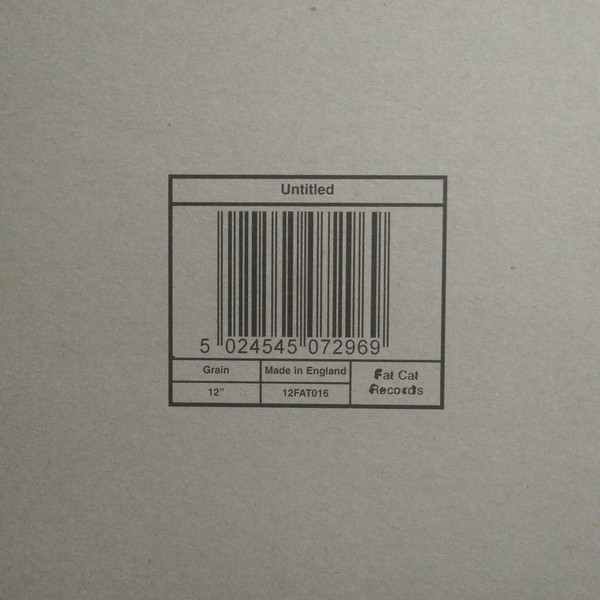 Untitled
5 024545 072969
Grain
Made in England
12"
12FAT016
Fat Cat
Records